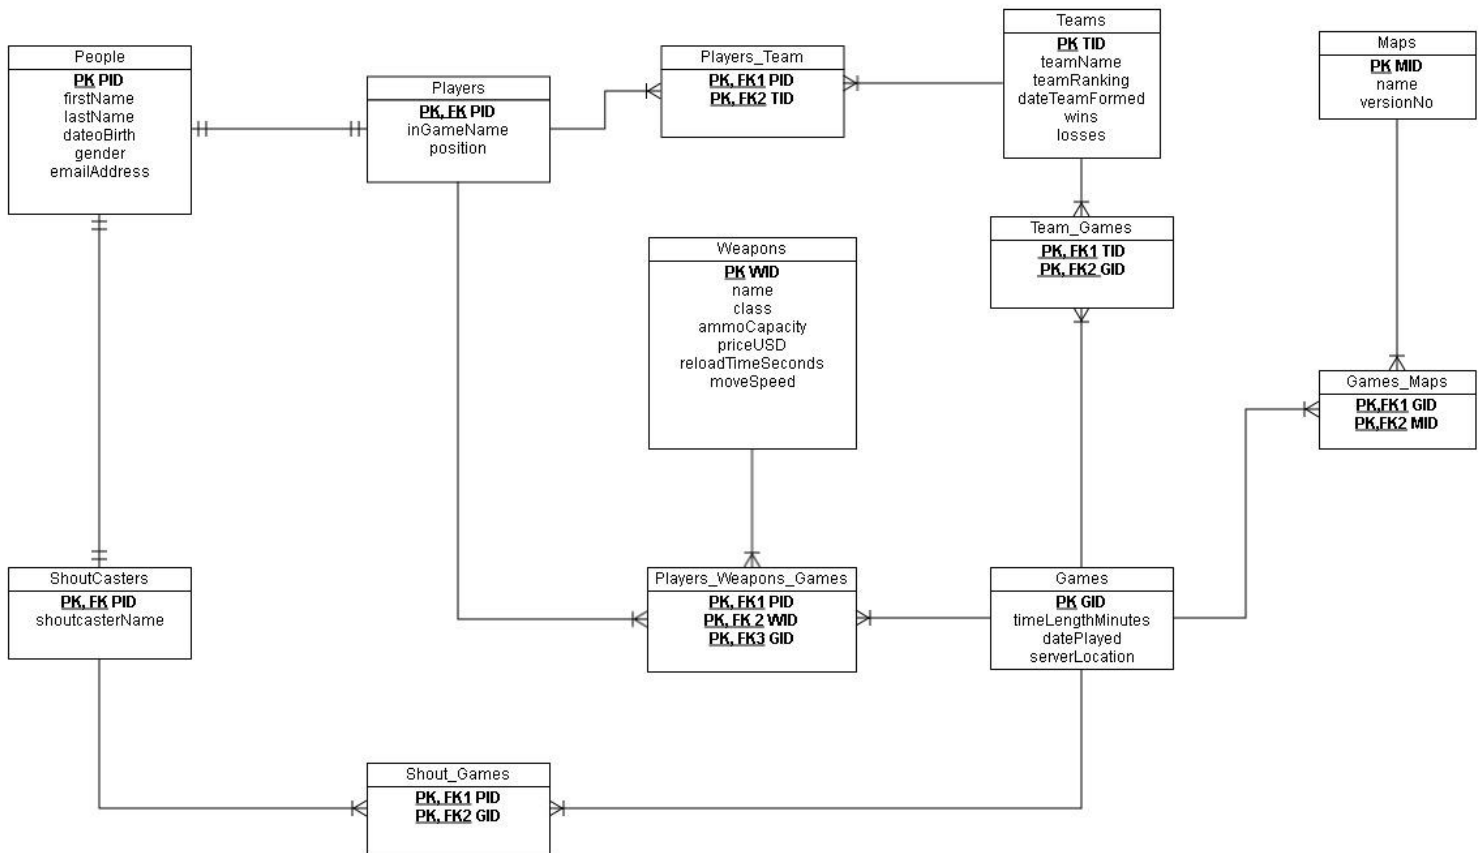 People
PK PID
firstName
lastName
dateoBirth
gender
emailAddress
Players
PK, FK PID
inGameName
position
Players_Team
PK, FK1 PID
PK, FK2 TID
Teams
PK TID
teamName
teamRanking
dateTeamFormed
wins
losses
Maps
PK MID
name
versionNo
Weapons
PK WID
name
class
ammoCapacity
priceUSD
reloadTimeSeconds
moveSpeed
Team_Games
PK, FK1 TID
PK, FK2 GID
Games_Maps
PK,FK1 GID
PK,FK2 MID
ShoutCasters
PK, FK PID
shoutcasterName
Players_Weapons_Games
PK, FK1 PID
PK, FK 2 WID
PK, FK3 GID
Games
PK GID
timeLengthMinutes
datePlayed
serverLocation
Shout_Games
PK, FK1 PID
PK, FK2 GID